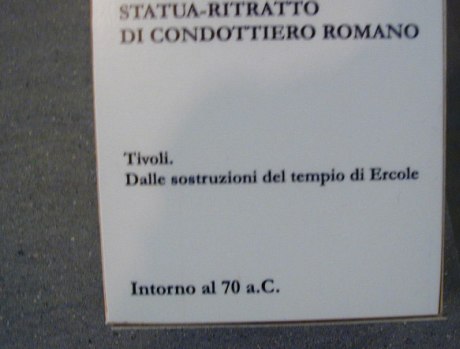 STATUA-RITRATTO
DI CONDOTTIERO ROMANO
Tivoli.
Dalle sostruzioni del tempio di Ercole
Intorno al 70 a.C.